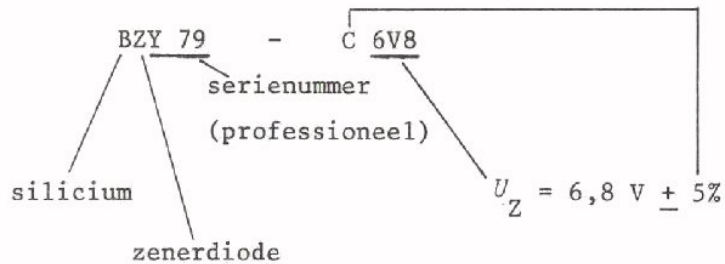 BZY 79 - C 6V8
serienummer
(professioneel)
silicium
U_Z = 6,8 V ± 5%
zenerdiode